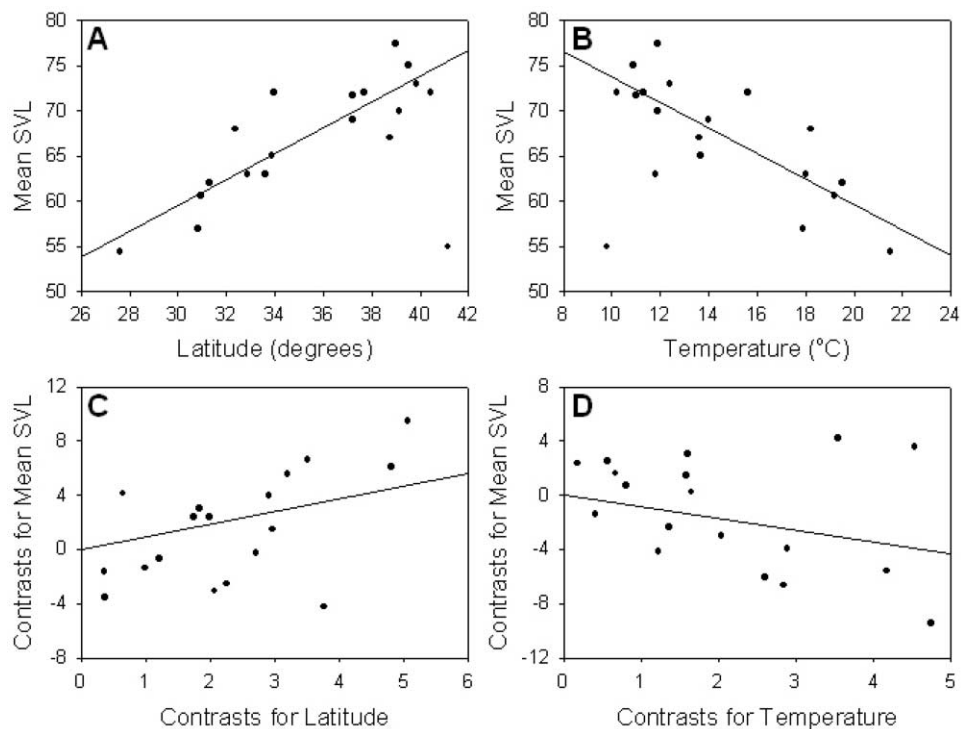 A
B
80
75
70
65
60
55
50
Mean SVL
26 28 30 32 34 36 38 40 42
Latitude (degrees)
80
75
70
65
60
55
50
Mean SVL
8 10 12 14 16 18 20 22 24
Temperature (°C)
C
D
12
8
4
0
-4
-8
Contrasts for Mean SVL
0 1 2 3 4 5 6
Contrasts for Latitude
8
4
0
-4
-8
-12
Contrasts for Mean SVL
0 1 2 3 4 5
Contrasts for Temperature